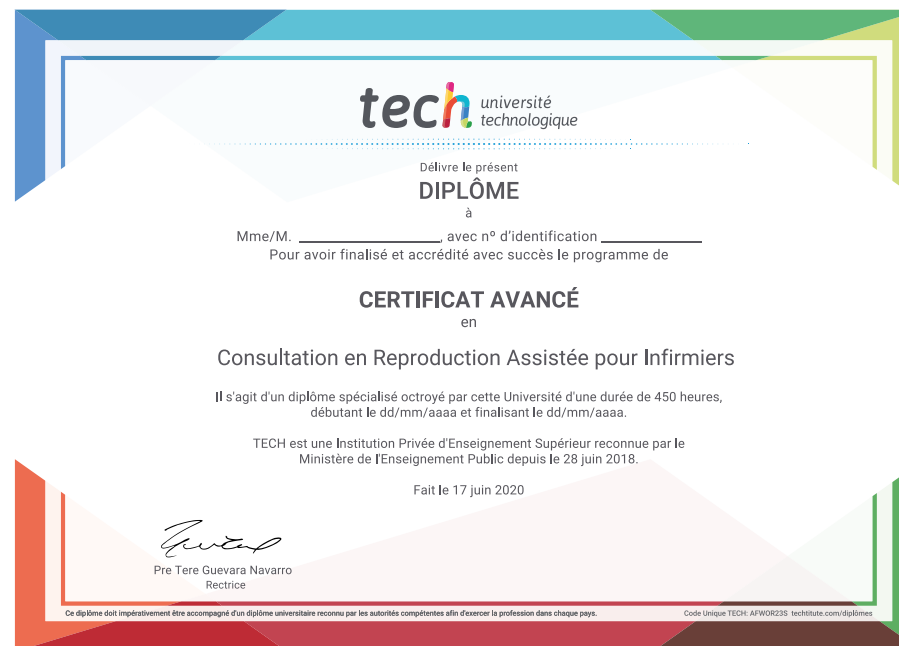 tech université
technologique
Délivre le présent
DIPLÔME
à
Mme/M. ____________________, avec nº d'identification ______________
Pour avoir finalisé et accrédité avec succès le programme de
CERTIFICAT AVANCÉ
en
Consultation en Reproduction Assistée pour Infirmiers
Il s'agit d'un diplôme spécialisé octroyé par cette Université d'une durée de 450 heures,
débutant le dd/mm/aaaa et finalisant le dd/mm/aaaa.
TECH est une Institution Privée d'Enseignement Supérieur reconnue par le
Ministère de l'Enseignement Public depuis le 28 juin 2018.
Fait le 17 juin 2020
Pre Tere Guevara Navarro
Rectrice
Ce diplôme doit impérativement être accompagné d'un diplôme universitaire reconnu par les autorités compétentes afin d'exercer la profession dans chaque pays.
Code Unique TECH: AFWOR23S techtitute.com/diplômes